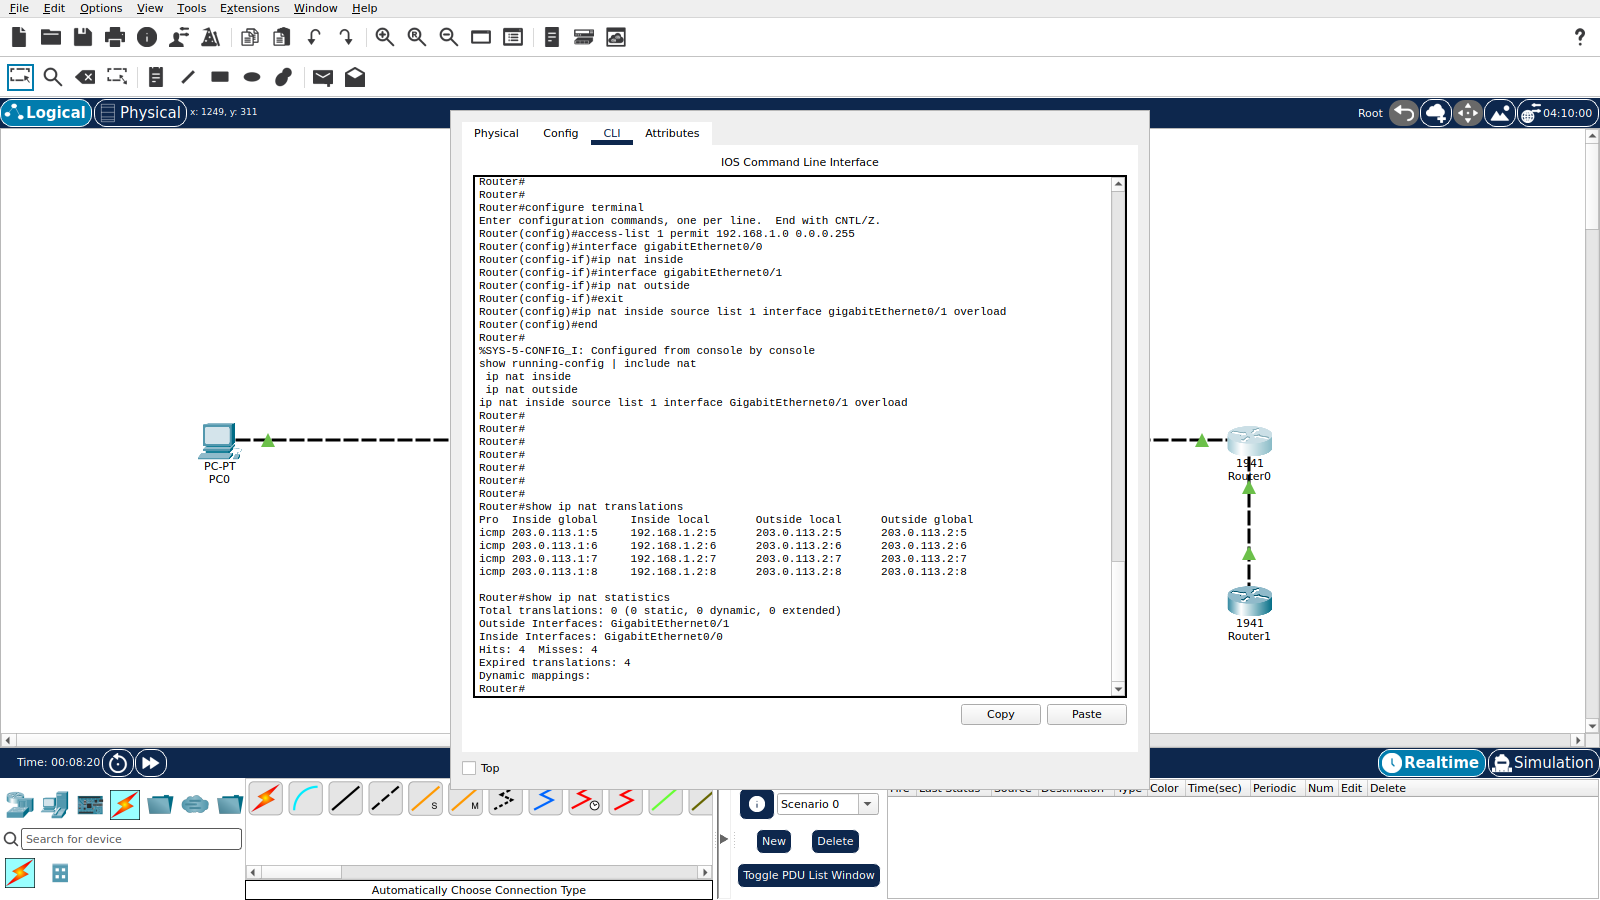 File Edit Options View Tools Extensions Window Help
Logical Physical x: 1249, y: 311 Root 04:10:00
Physical Config CLI Attributes
IOS Command Line Interface
Router#
Router#
Router#configure terminal
Enter configuration commands, one per line.  End with CNTL/Z.
Router(config)#access-list 1 permit 192.168.1.0 0.0.0.255
Router(config)#interface gigabitEthernet0/0
Router(config-if)#ip nat inside
Router(config-if)#interface gigabitEthernet0/1
Router(config-if)#ip nat outside
Router(config-if)#exit
Router(config)#ip nat inside source list 1 interface gigabitEthernet0/1 overload
Router(config)#end
Router#
%SYS-5-CONFIG_I: Configured from console by console
show running-config | include nat
ip nat inside
ip nat outside
ip nat inside source list 1 interface GigabitEthernet0/1 overload
Router#
Router#
Router#
Router#
Router#
Router#
Router#
Router#show ip nat translations
Pro  Inside global     Inside local       Outside local      Outside global
icmp 203.0.113.1:5     192.168.1.2:5      203.0.113.2:5      203.0.113.2:5
icmp 203.0.113.1:6     192.168.1.2:6      203.0.113.2:6      203.0.113.2:6
icmp 203.0.113.1:7     192.168.1.2:7      203.0.113.2:7      203.0.113.2:7
icmp 203.0.113.1:8     192.168.1.2:8      203.0.113.2:8      203.0.113.2:8
Router#show ip nat statistics
Total translations: 0 (0 static, 0 dynamic, 0 extended)
Outside Interfaces: GigabitEthernet0/1
Inside Interfaces: GigabitEthernet0/0
Hits: 4  Misses: 4
Expired translations: 4
Dynamic mappings:
Router#
Copy Paste
Top
PC-PT
PC0
1941
Router0
1941
Router1
Time: 00:08:20 Realtime Simulation
Search for device
S M
Automatically Choose Connection Type
Scenario 0
New Delete
Toggle PDU List Window
Fire Last Status Source Destination Type Color Time(sec) Periodic Num Edit Delete